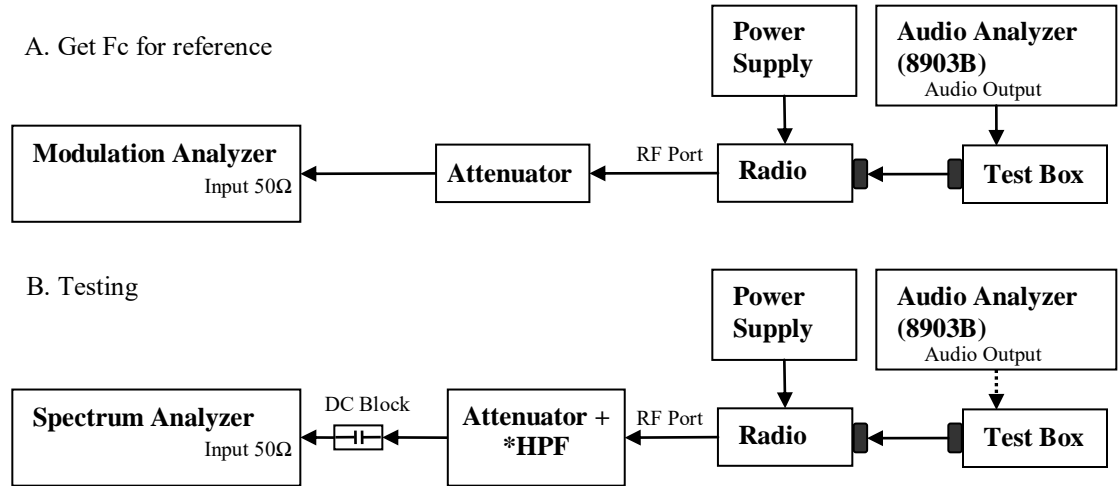 A. Get Fc for reference
Power
Supply
Audio Analyzer
(8903B)
Audio Output
Modulation Analyzer
Input 50Ω
Attenuator
RF Port
Radio
Test Box
B. Testing
Power
Supply
Audio Analyzer
(8903B)
Audio Output
Spectrum Analyzer
Input 50Ω
DC Block
Attenuator +
*HPF
RF Port
Radio
Test Box